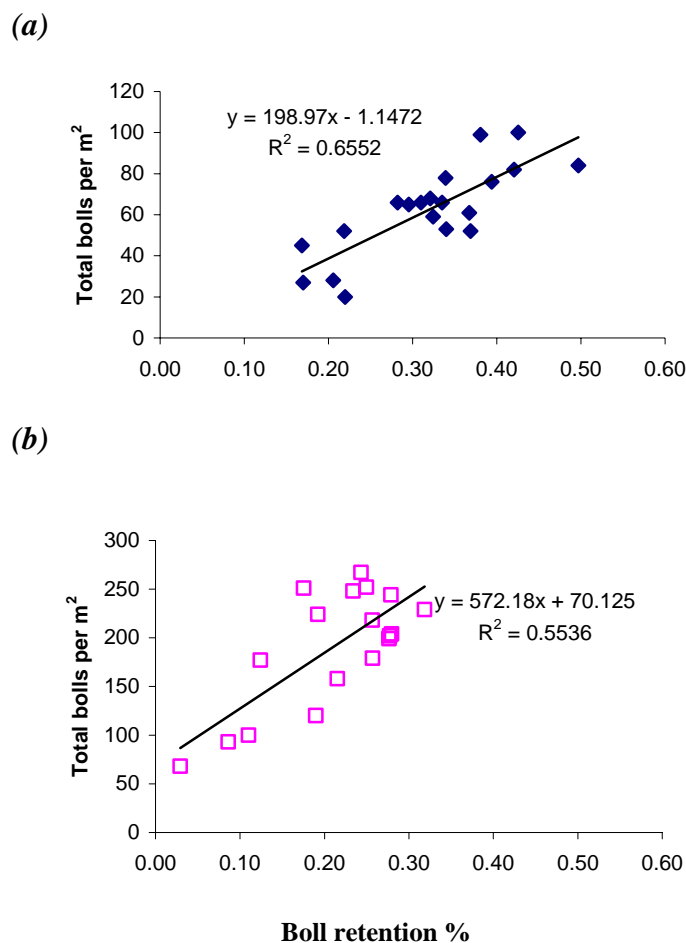 (a)
y = 198.97x - 1.1472
R² = 0.6552
Total bolls per m²
120
100
80
60
40
20
0
0.00 0.10 0.20 0.30 0.40 0.50 0.60
(b)
y = 572.18x + 70.125
R² = 0.5536
Total bolls per m²
300
250
200
150
100
50
0
0.00 0.10 0.20 0.30 0.40 0.50 0.60
Boll retention %